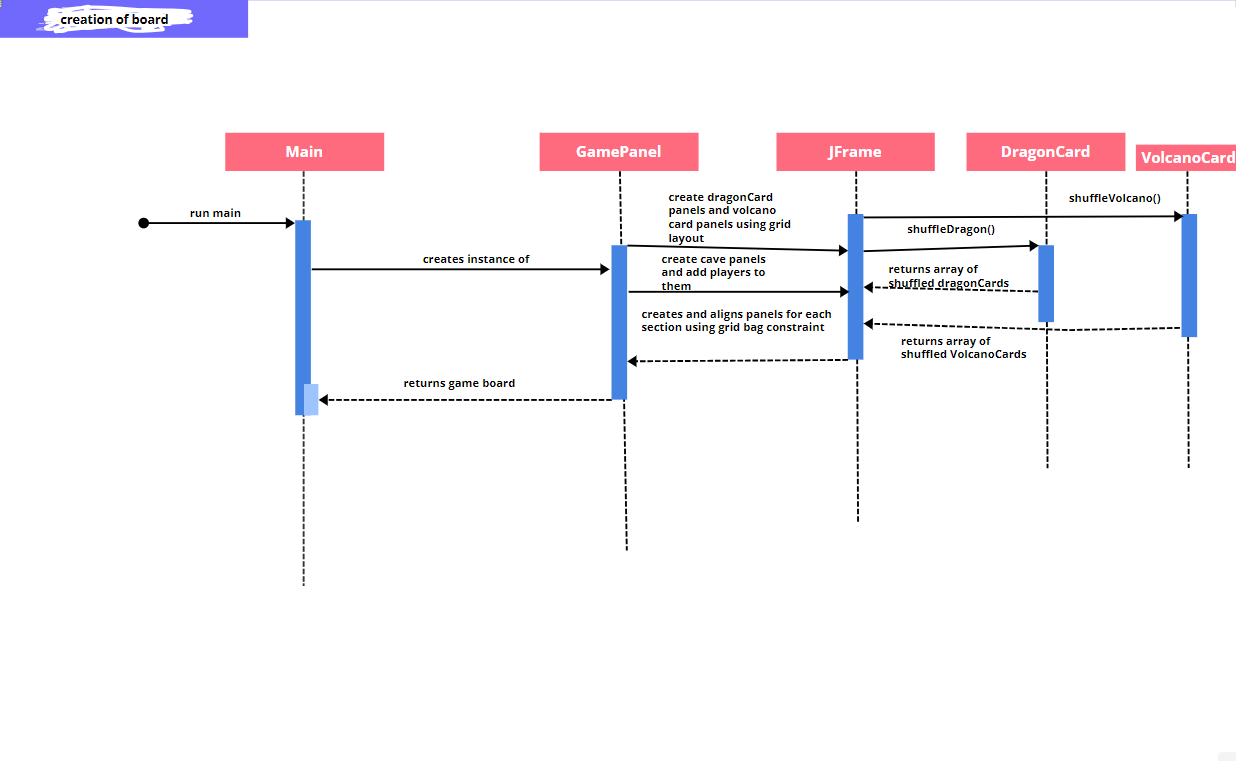 creation of board
Main
GamePanel
JFrame
DragonCard
VolcanoCard
create dragonCard
panels and volcano
card panels using grid
layout
shuffleVolcano()
run main
shuffleDragon()
creates instance of
create cave panels
and add players to
them
returns array of
shuffled dragonCards
creates and aligns panels for each
section using grid bag constraint
returns array of
shuffled VolcanoCards
returns game board